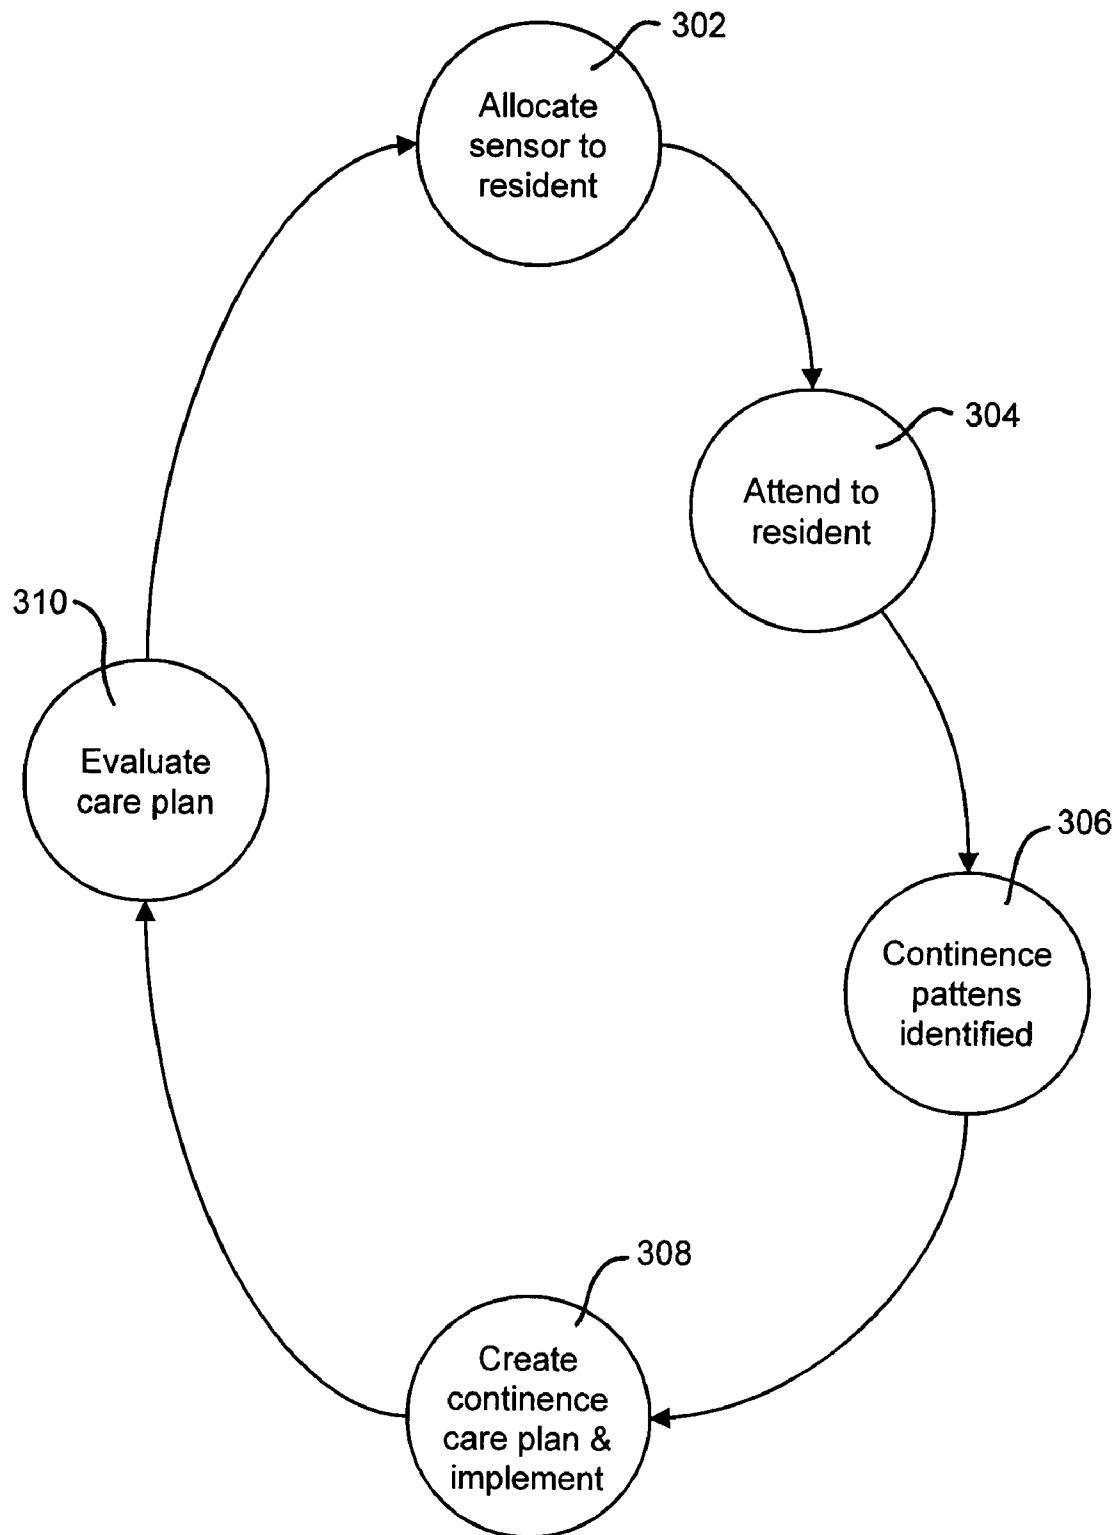 302
Allocate
sensor to
resident
304
Attend to
resident
310
Evaluate
care plan
306
Continence
pattens
identified
308
Create
continence
care plan &
implement